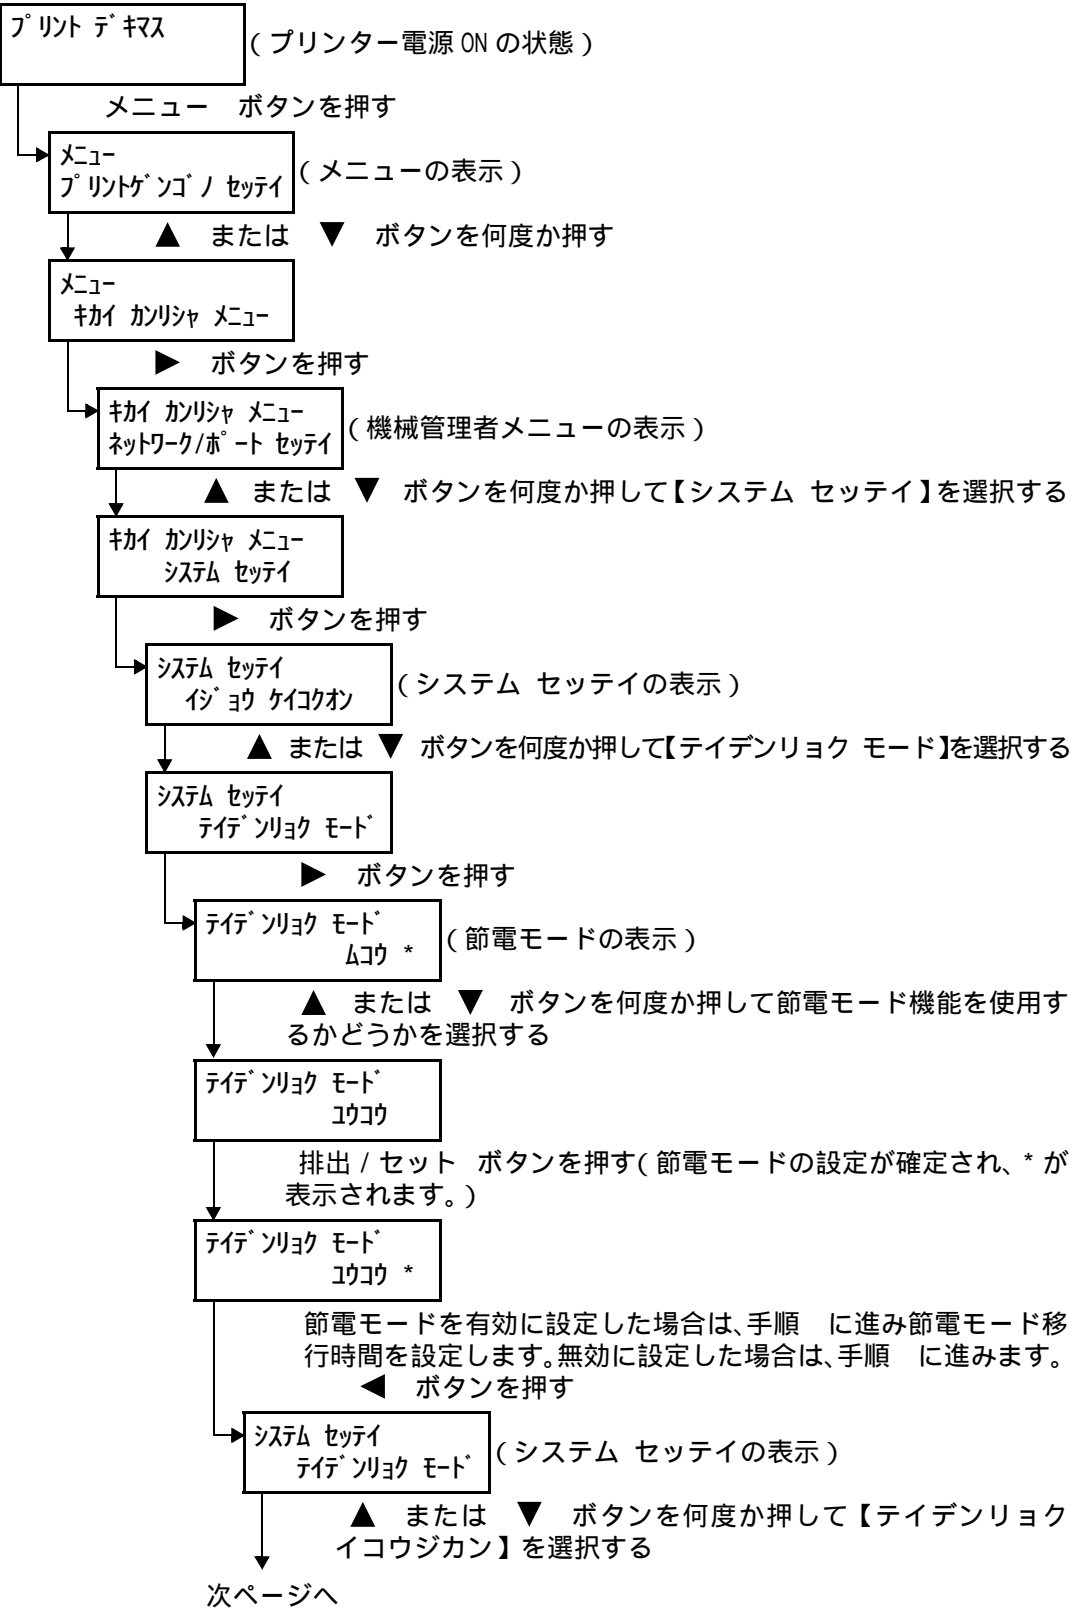 ﾌﾟﾘﾝﾄ ﾃﾞｷﾏｽ
（プリンター電源 ON の状態）
メニュー　ボタンを押す
ﾒﾆｭｰ
ﾌﾟﾘﾝﾄｹﾞﾝｺﾞﾉ ｾｯﾃｲ
（メニューの表示）
▲　または　▼　ボタンを何度か押す
ﾒﾆｭｰ
ｷｶｲ ｶﾝﾘｼｬ ﾒﾆｭｰ
▶　ボタンを押す
ｷｶｲ ｶﾝﾘｼｬ ﾒﾆｭｰ
ﾈｯﾄﾜｰｸ/ﾎﾟｰﾄ ｾｯﾃｲ
（機械管理者メニューの表示）
▲　または　▼　ボタンを何度か押して【システム セッテイ】を選択する
ｷｶｲ ｶﾝﾘｼｬ ﾒﾆｭｰ
ｼｽﾃﾑ ｾｯﾃｲ
▶　ボタンを押す
ｼｽﾃﾑ ｾｯﾃｲ
ｲｼﾞｮｳ ｹｲｺｸｵﾝ
（システム セッテイの表示）
▲ または ▼ ボタンを何度か押して【テイデンリョク モード】を選択する
ｼｽﾃﾑ ｾｯﾃｲ
ﾃｲﾃﾞﾝﾘｮｸ ﾓｰﾄﾞ
▶　ボタンを押す
ﾃｲﾃﾞﾝﾘｮｸ ﾓｰﾄﾞ
ﾑｺｳ *
（節電モードの表示）
▲　または　▼　ボタンを何度か押して節電モード機能を使用す
るかどうかを選択する
ﾃｲﾃﾞﾝﾘｮｸ ﾓｰﾄﾞ
ﾕｳｺｳ
排出 / セット　ボタンを押す（節電モードの設定が確定され、* が
表示されます。）
ﾃｲﾃﾞﾝﾘｮｸ ﾓｰﾄﾞ
ﾕｳｺｳ *
節電モードを有効に設定した場合は、手順　に進み節電モード移
行時間を設定します。無効に設定した場合は、手順　に進みます。
◀　ボタンを押す
ｼｽﾃﾑ ｾｯﾃｲ
ﾃｲﾃﾞﾝﾘｮｸ ﾓｰﾄﾞ
（システム セッテイの表示）
▲　または　▼　ボタンを何度か押して【テイデンリョク
イコウジカン】を選択する
次ページへ